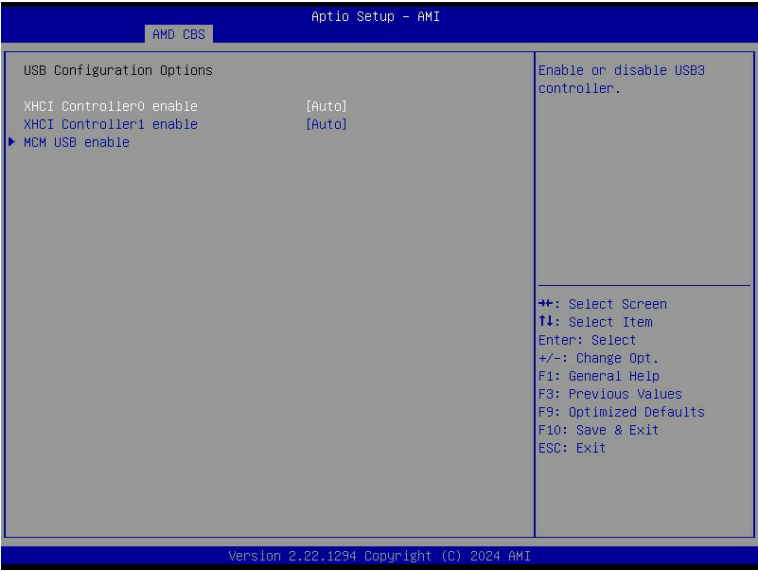 Aptio Setup – AMI
AMD CBS
USB Configuration Options
XHCI Controller0 enable [Auto]
XHCI Controller1 enable [Auto]
MCM USB enable
Enable or disable USB3
controller.
→←: Select Screen
↑↓: Select Item
Enter: Select
+/-: Change Opt.
F1: General Help
F3: Previous Values
F9: Optimized Defaults
F10: Save & Exit
ESC: Exit
Version 2.22.1294 Copyright (C) 2024 AMI